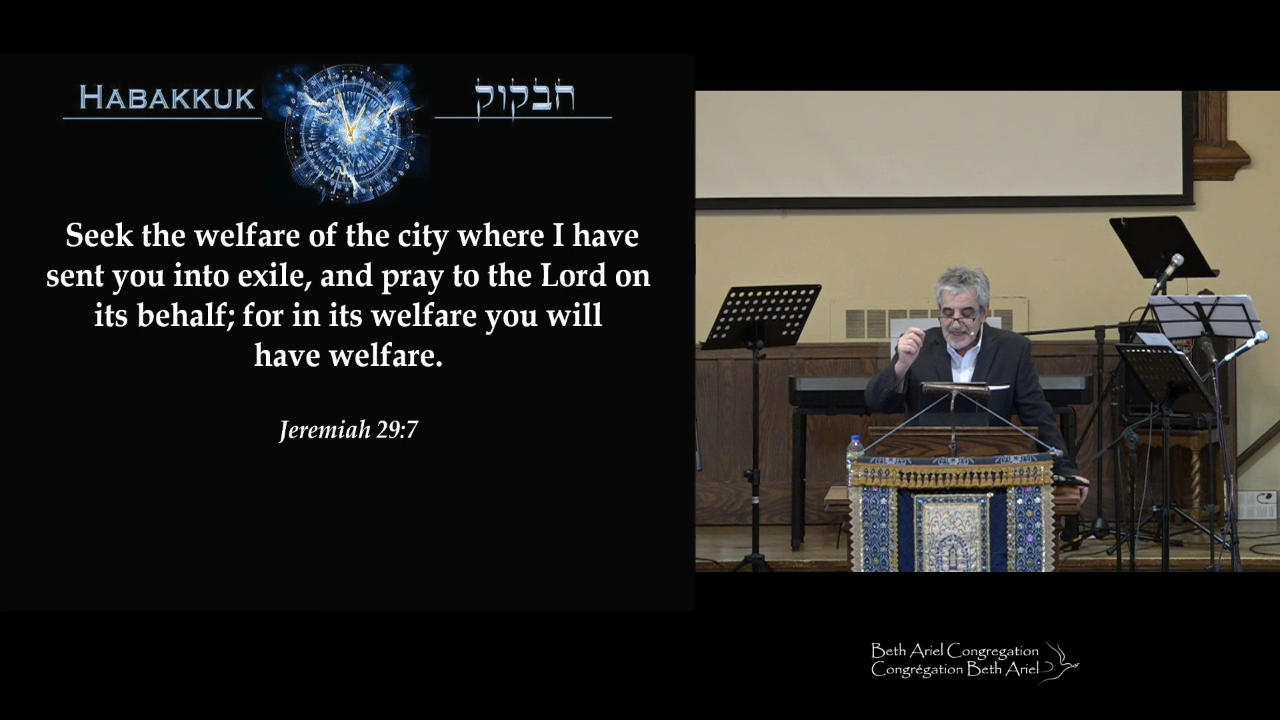 HABAKKUK
חבקוק
Seek the welfare of the city where I have
sent you into exile, and pray to the Lord on
its behalf; for in its welfare you will
have welfare.
Jeremiah 29:7
Beth Ariel Congregation
Congrégation Beth Ariel